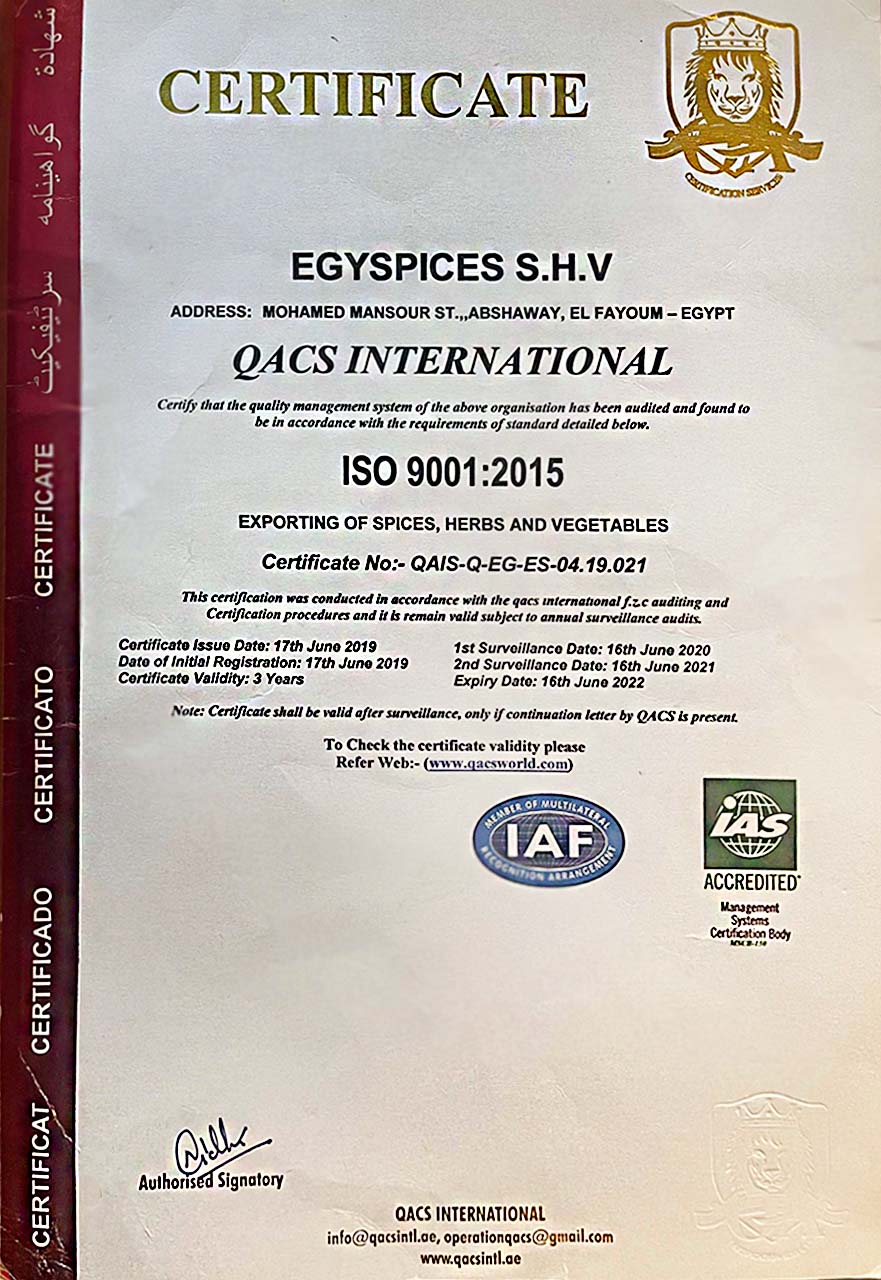 شهادة
گواهینامه
سرٹیفیکیٹ
CERTIFICATE
CERTIFICATO
CERTIFICADO
CERTIFICAT
CERTIFICATE
QA
CERTIFICATION SERVICES
EGYSPICES S.H.V
ADDRESS: MOHAMED MANSOUR ST.,,ABSHAWAY, EL FAYOUM – EGYPT
QACS INTERNATIONAL
Certify that the quality management system of the above organisation has been audited and found to
be in accordance with the requirements of standard detailed below.
ISO 9001:2015
EXPORTING OF SPICES, HERBS AND VEGETABLES
Certificate No:- QAIS-Q-EG-ES-04.19.021
This certification was conducted in accordance with the qacs international f.z.c auditing and
Certification procedures and it is remain valid subject to annual surveillance audits.
Certificate Issue Date: 17th June 2019
Date of Initial Registration: 17th June 2019
Certificate Validity: 3 Years
1st Surveillance Date: 16th June 2020
2nd Surveillance Date: 16th June 2021
Expiry Date: 16th June 2022
Note: Certificate shall be valid after surveillance, only if continuation letter by QACS is present.
To Check the certificate validity please
Refer Web:- (www.qacsworld.com)
MEMBER OF MULTILATERAL
IAF
RECOGNITION ARRANGEMENT
IAS
ACCREDITED
Management
Systems
Certification Body
MSCB-150
Authorised Signatory
QACS INTERNATIONAL
info@qacsintl.ae, operationqacs@gmail.com
www.qacsintl.ae